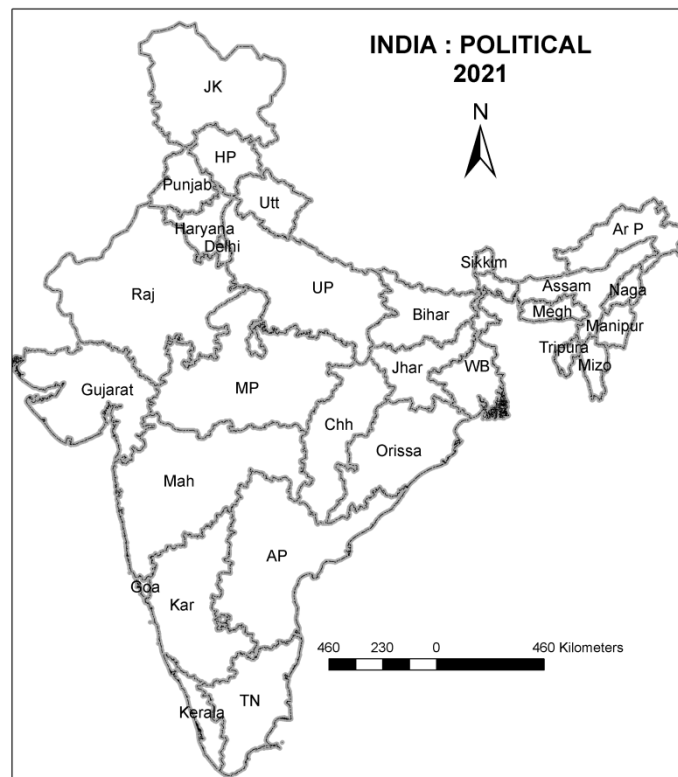 INDIA : POLITICAL
2021
N
JK
HP
Punjab
Utt
Haryana
Delhi
Ar P
Sikkim
Raj
UP
Assam
Naga
Bihar
Megh
Manipur
Tripura
Mizo
Jhar
WB
Gujarat
MP
Chh
Orissa
Mah
AP
Goa
Kar
460 230 0 460 Kilometers
Kerala
TN